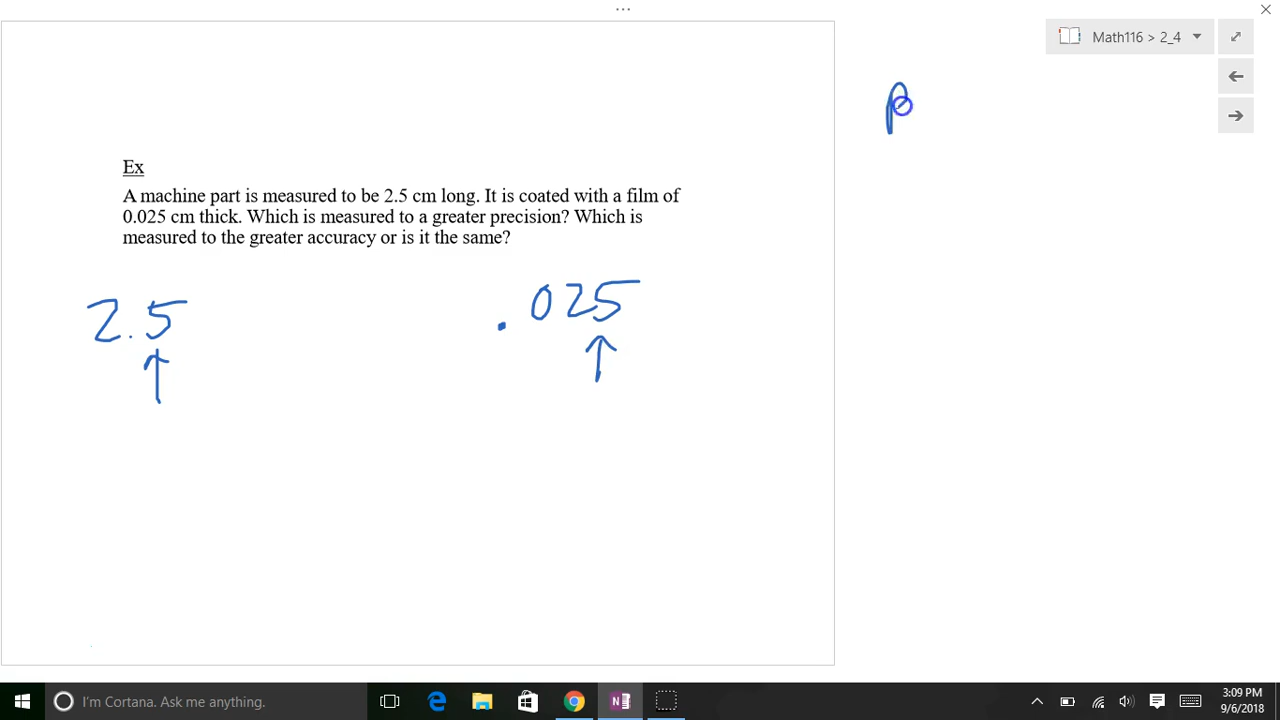 ...
Math116 > 2_4
P
Ex
A machine part is measured to be 2.5 cm long. It is coated with a film of
0.025 cm thick. Which is measured to a greater precision? Which is
measured to the greater accuracy or is it the same?
2.5
.025
I'm Cortana. Ask me anything.
3:09 PM
9/6/2018